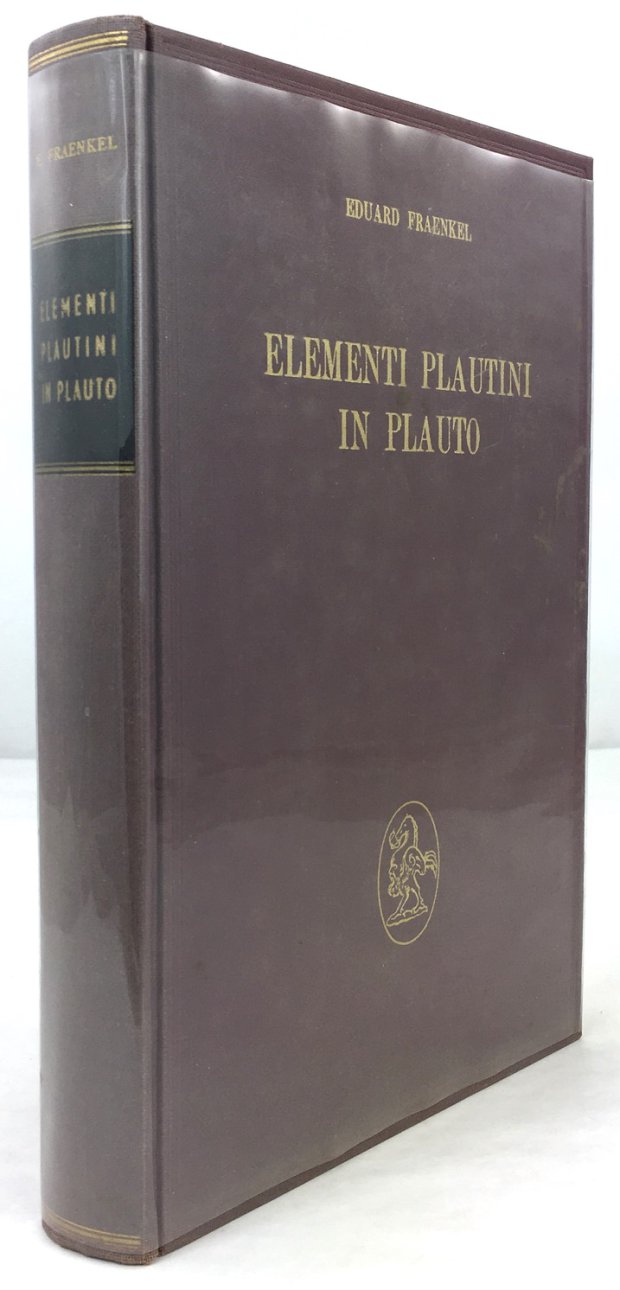 FRAENKEL
ELEMENTI
PLAUTINI
IN PLAUTO
EDUARD FRAENKEL
ELEMENTI PLAUTINI
IN PLAUTO